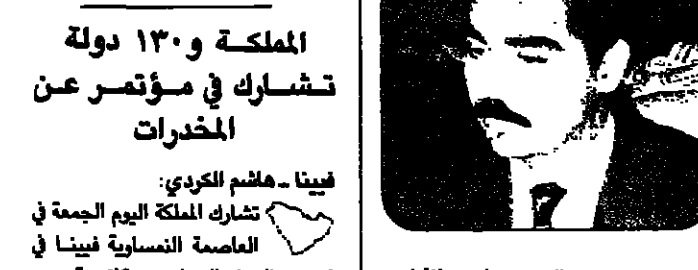 المملكة و١٣٠ دولة
تشارك في مؤتمر عن
المخدرات
فيينا ـ هاشم الكردي:
تشارك المملكة اليوم الجمعة في
العاصمة النمساوية فيينا في